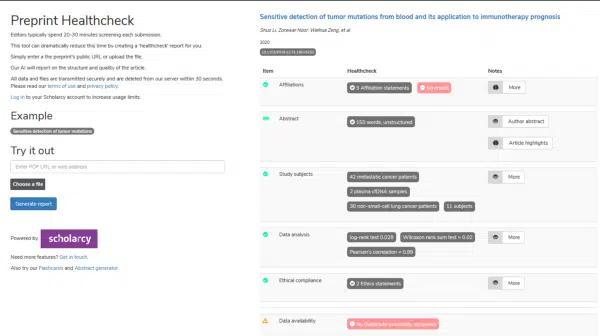 Preprint Healthcheck
Editors typically spend 20-30 minutes screening each submission.
This tool can dramatically reduce this time by creating a 'healthcheck' report for you.
Simply enter the preprint's public URL or upload the file.
Our AI will report on the structure and quality of the article.
All data and files are transmitted securely and are deleted from our server within 30 seconds.
Please read our terms of use and privacy policy.
Log in to your Scholarcy account to increase usage limits.
Example
Sensitive detection of tumor mutations
Try it out
Enter PDF URL or web address
Choose a file
Generate report
Powered by scholarcy
Need more features? Get in touch.
Also try our Flashcards and Abstract generator.
Sensitive detection of tumor mutations from blood and its application to immunotherapy prognosis
Shuo Li, Zorawar Noor, Weihua Zeng, et al.
2020
Item Healthcheck Notes
Affiliations 5 Affiliation statements More
Abstract 153 words, unstructured Author abstract
Article highlights
Study subjects 42 metastatic cancer patients More
2 plasma cfDNA samples
30 non-small-cell lung cancer patients 11 subjects
Data analysis log-rank test 0.028 Wilcoxon rank sum test = 0.02 More
Pearson's correlation = 0.99
Ethical compliance 2 Ethics statements More
Data availability